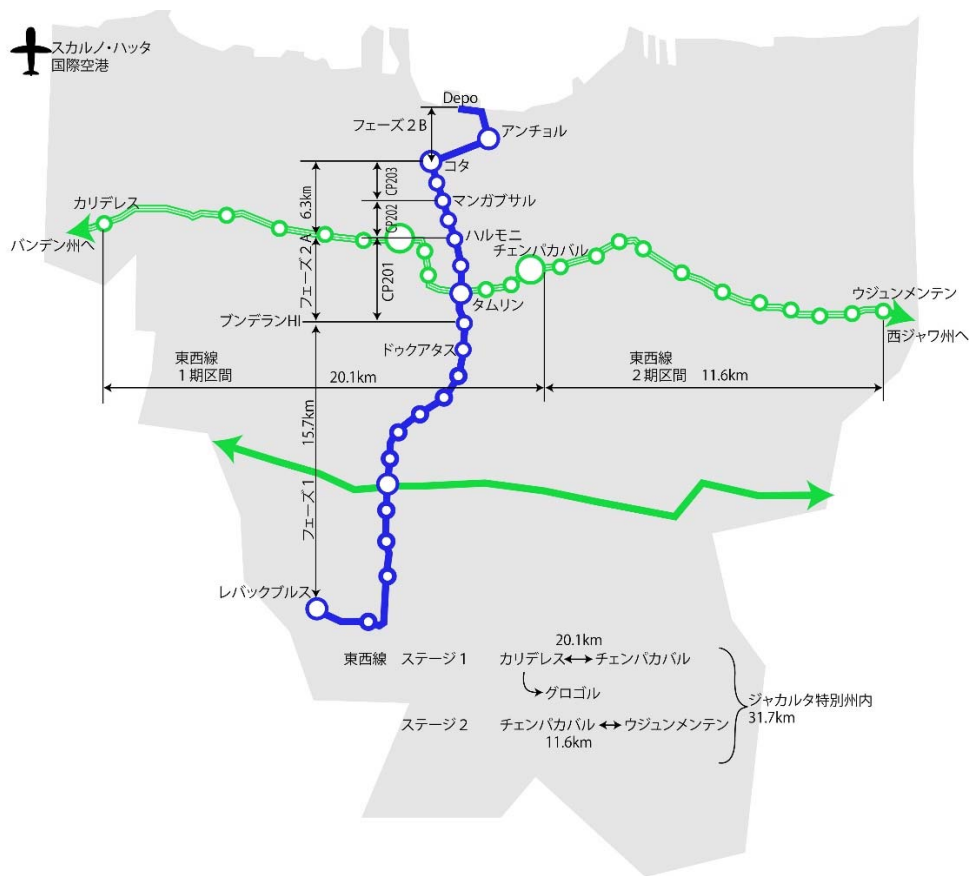 スカルノ・ハッタ
国際空港
Depo
フェーズ2B
アンチョル
コタ
CP203
6.3km
カリデレス
マンガブサル
CP202
バンデン州へ
ハルモニ
チェンパカバル
フェーズ2A
CP201
タムリン
ウジュンメンテン
ブンデランHI
西ジャワ州へ
ドゥクアタス
東西線
1期区間
20.1km
東西線
2期区間 11.6km
15.7km
フェーズ1
レバックブルス
20.1km
東西線 ステージ1 カリデレス チェンパカバル
グロゴル
ジャカルタ特別州内
31.7km
ステージ2 チェンパカバル ウジュンメンテン
11.6km